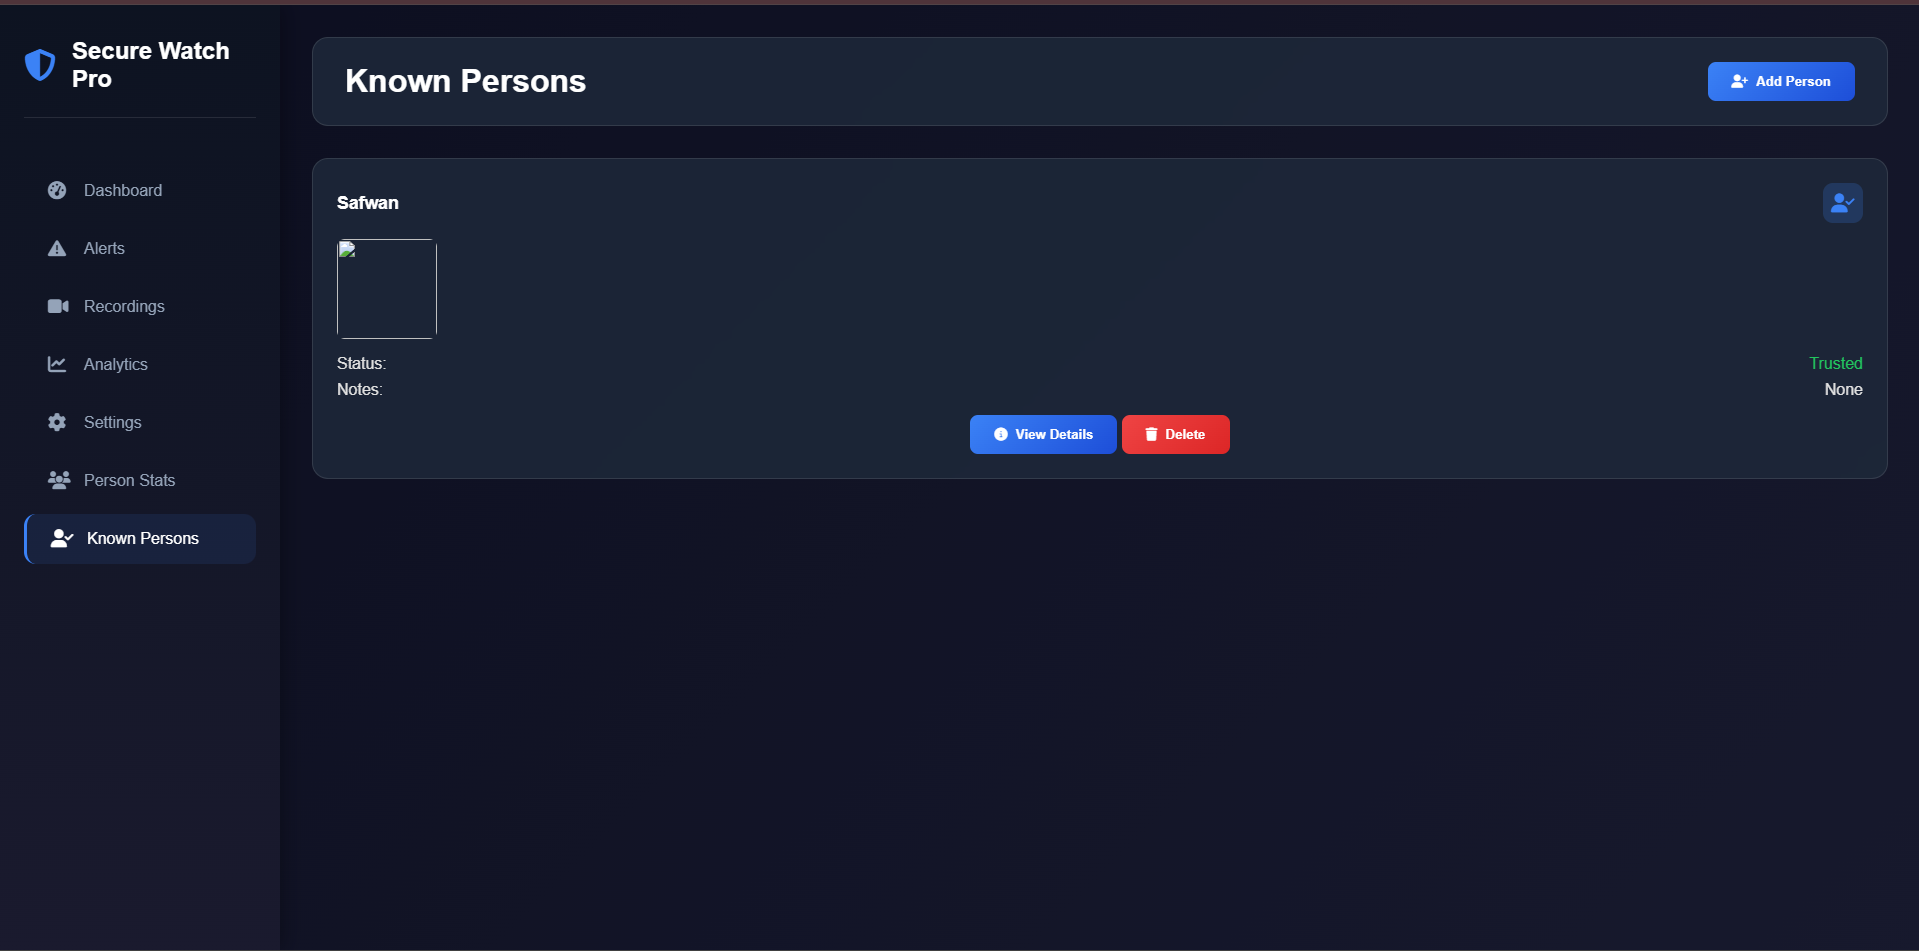 Secure Watch
Pro
Dashboard
Alerts
Recordings
Analytics
Settings
Person Stats
Known Persons
Known Persons
Add Person
Safwan
Status: Trusted
Notes: None
View Details Delete